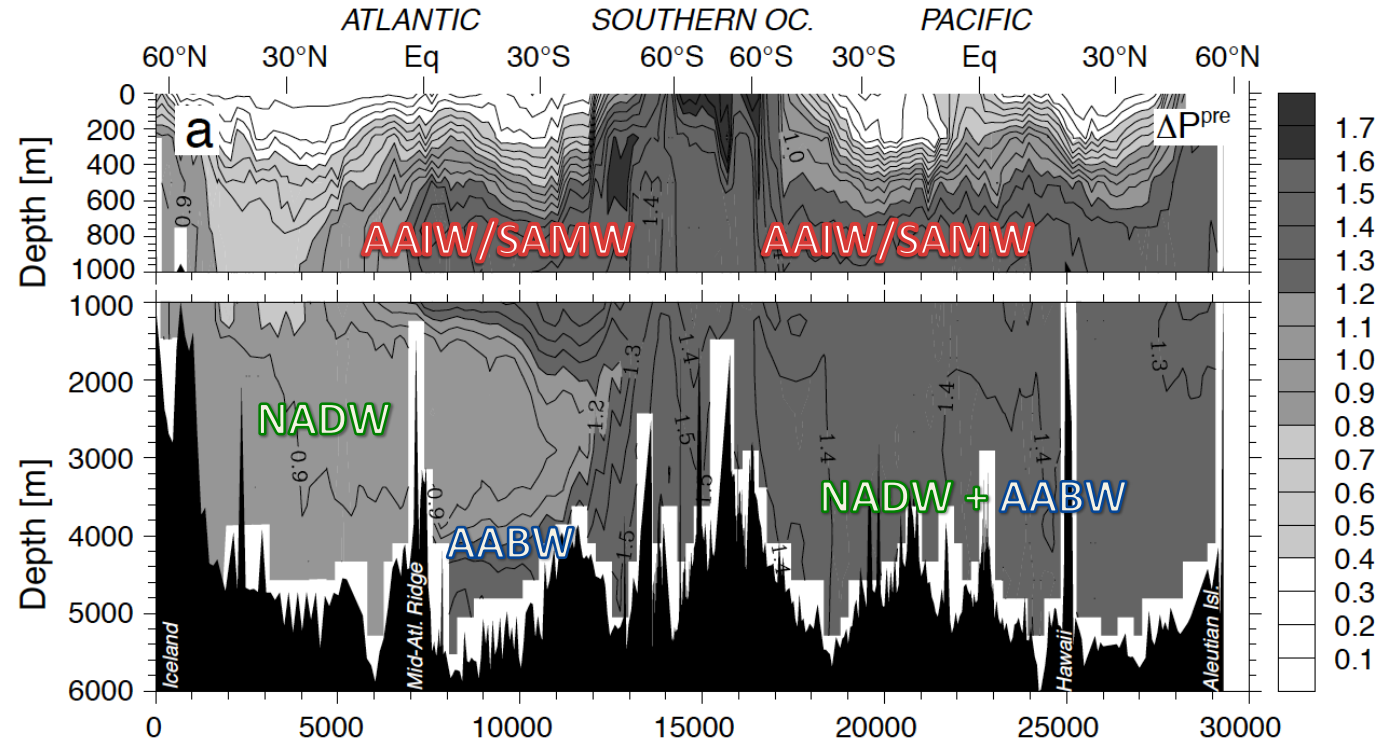 ATLANTIC SOUTHERN OC. PACIFIC
60°N 30°N Eq 30°S 60°S 60°S 30°S Eq 30°N 60°N
Depth [m]
0
200
400
600
800
1000
a
ΔPpre
0.9
1.4
1.0
AAIW/SAMW AAIW/SAMW
Depth [m]
1000
2000
3000
4000
5000
6000
1.3
1.4
1.4
1.3
1.2
1.5
1.4
1.4
0.9
0.9
1.5
1.4
NADW
NADW + AABW
AABW
Iceland
Mid-Atl. Ridge
Hawaii
Aleutian Isl.
0 5000 10000 15000 20000 25000 30000
1.7
1.6
1.5
1.4
1.3
1.2
1.1
1.0
0.9
0.8
0.7
0.6
0.5
0.4
0.3
0.2
0.1